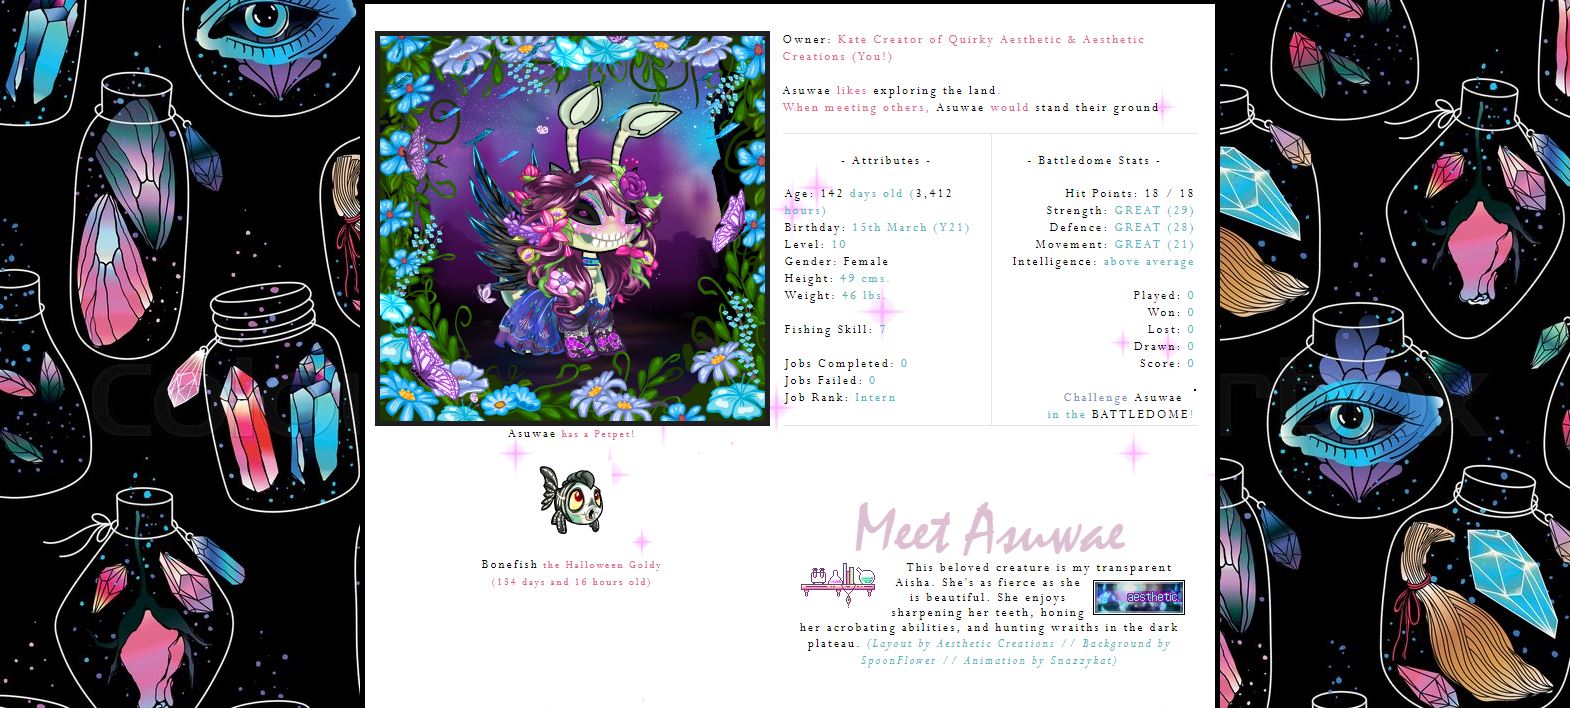 Owner: Kate Creator of Quirky Aesthetic & Aesthetic
Creations (You!)
Asuwae likes exploring the land.
When meeting others, Asuwae would stand their ground
- Attributes -
Age: 142 days old (3,412
hours)
Birthday: 15th March (Y21)
Level: 10
Gender: Female
Height: 49 cms.
Weight: 46 lbs.
Fishing Skill: 7
Jobs Completed: 0
Jobs Failed: 0
Job Rank: Intern
- Battledome Stats -
Hit Points: 18 / 18
Strength: GREAT (29)
Defence: GREAT (28)
Movement: GREAT (21)
Intelligence: above average
Played: 0
Won: 0
Lost: 0
Drawn: 0
Score: 0
Challenge Asuwae
in the BATTLEDOME!
Asuwae has a Petpet!
Bonefish the Halloween Goldy
(134 days and 16 hours old)
Meet Asuwae
This beloved creature is my transparent
Aisha. She's as fierce as she
is beautiful. She enjoys
aesthetic.
sharpening her teeth, honing
her acrobating abilities, and hunting wraiths in the dark
plateau. (Layout by Aesthetic Creations // Background by
SpoonFlower // Animation by Snazzykat)